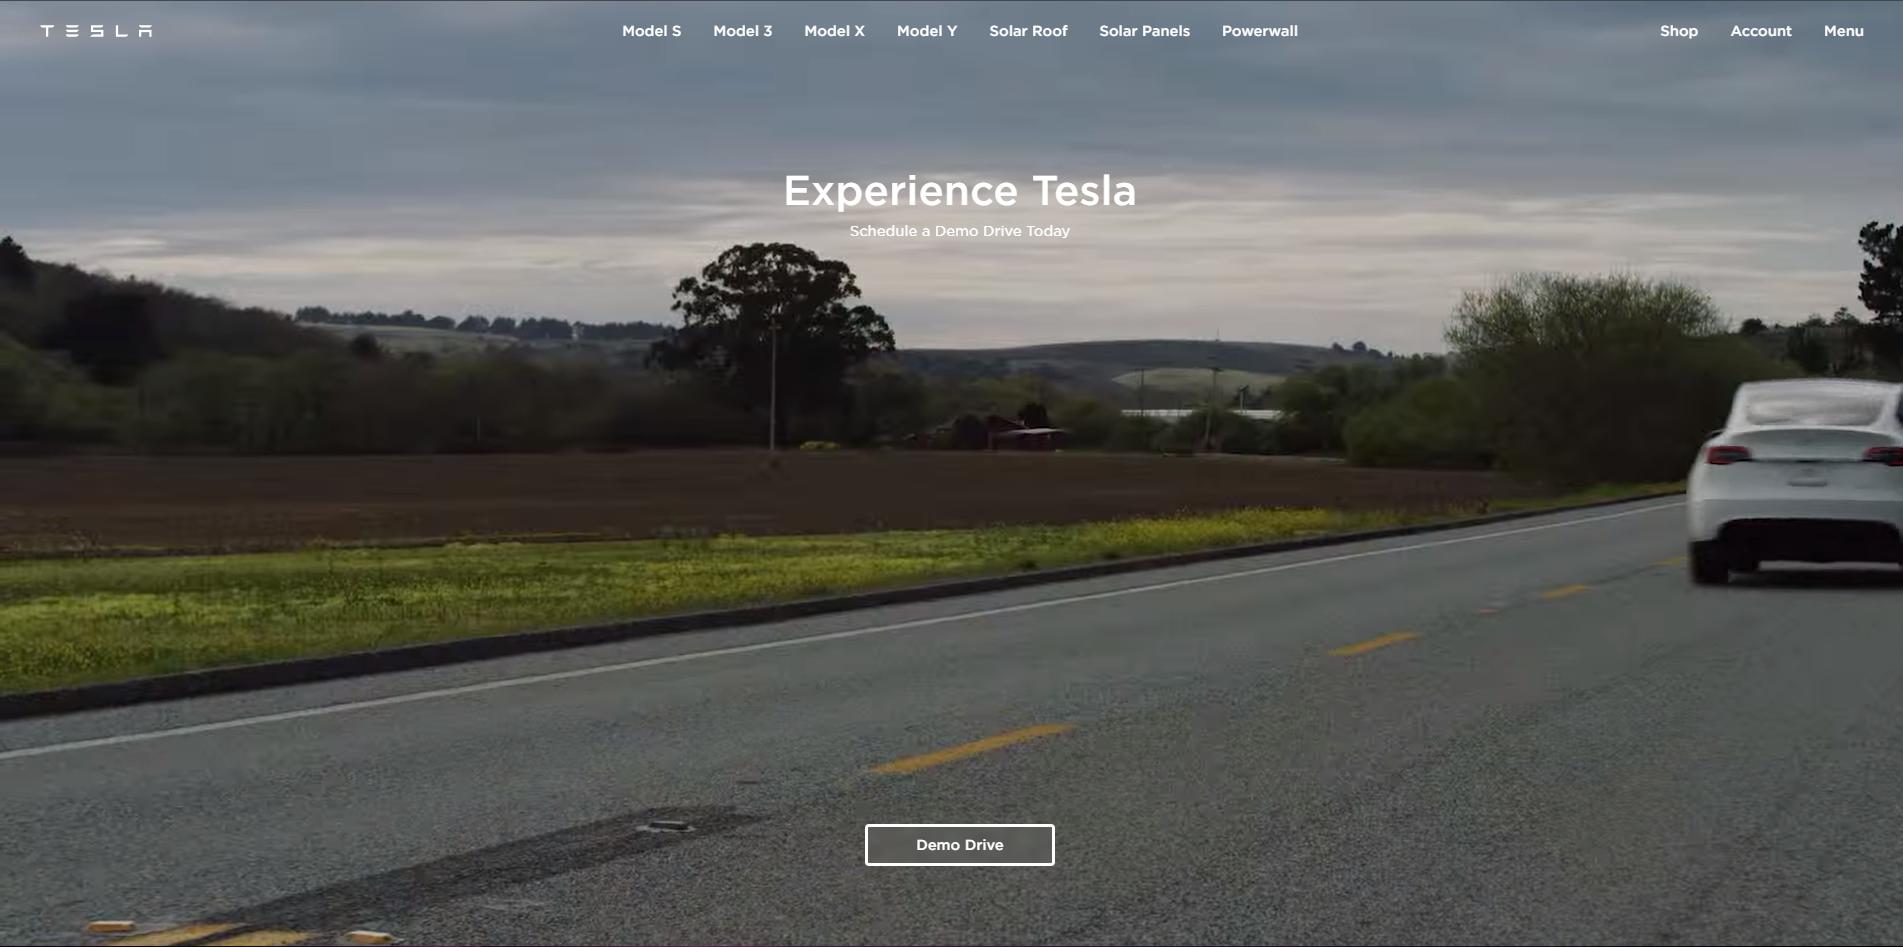 TESLA Model S Model 3 Model X Model Y Solar Roof Solar Panels Powerwall Shop Account Menu
Experience Tesla
Schedule a Demo Drive Today
Demo Drive